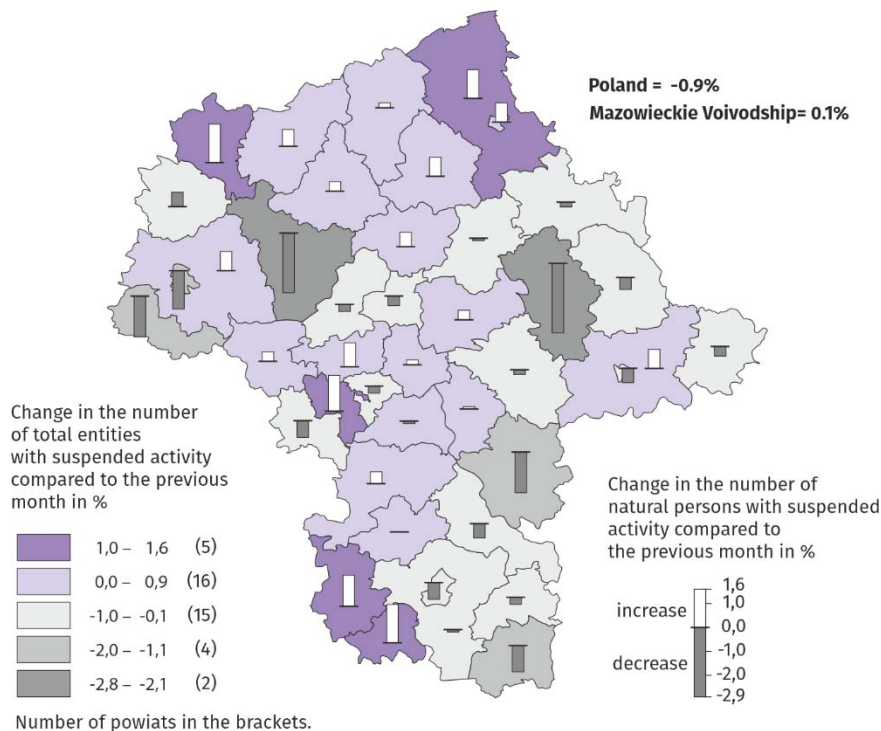 Poland = -0.9%
Mazowieckie Voivodship= 0.1%
Change in the number
of total entities
with suspended activity
compared to the previous
month in %
1,0 – 1,6 (5)
0,0 – 0,9 (16)
-1,0 – -0,1 (15)
-2,0 – -1,1 (4)
-2,8 – -2,1 (2)
Number of powiats in the brackets.
Change in the number of
natural persons with suspended
activity compared to
the previous month in %
1,6
increase 1,0
0,0
-1,0
decrease -2,0
-2,9